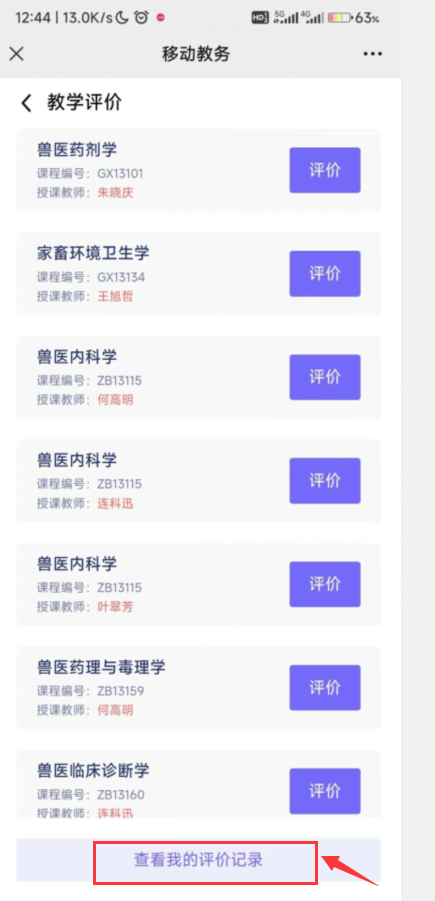 12:44 | 13.0K/s
HD 5G 4G 63%
移动教务
教学评价
兽医药剂学
课程编号：GX13101
授课教师：朱晓庆
评价
家畜环境卫生学
课程编号：GX13134
授课教师：王旭哲
评价
兽医内科学
课程编号：ZB13115
授课教师：何高明
评价
兽医内科学
课程编号：ZB13115
授课教师：连科迅
评价
兽医内科学
课程编号：ZB13115
授课教师：叶翠芳
评价
兽医药理与毒理学
课程编号：ZB13159
授课教师：何高明
评价
兽医临床诊断学
课程编号：ZB13160
授课教师：连科迅
评价
查看我的评价记录